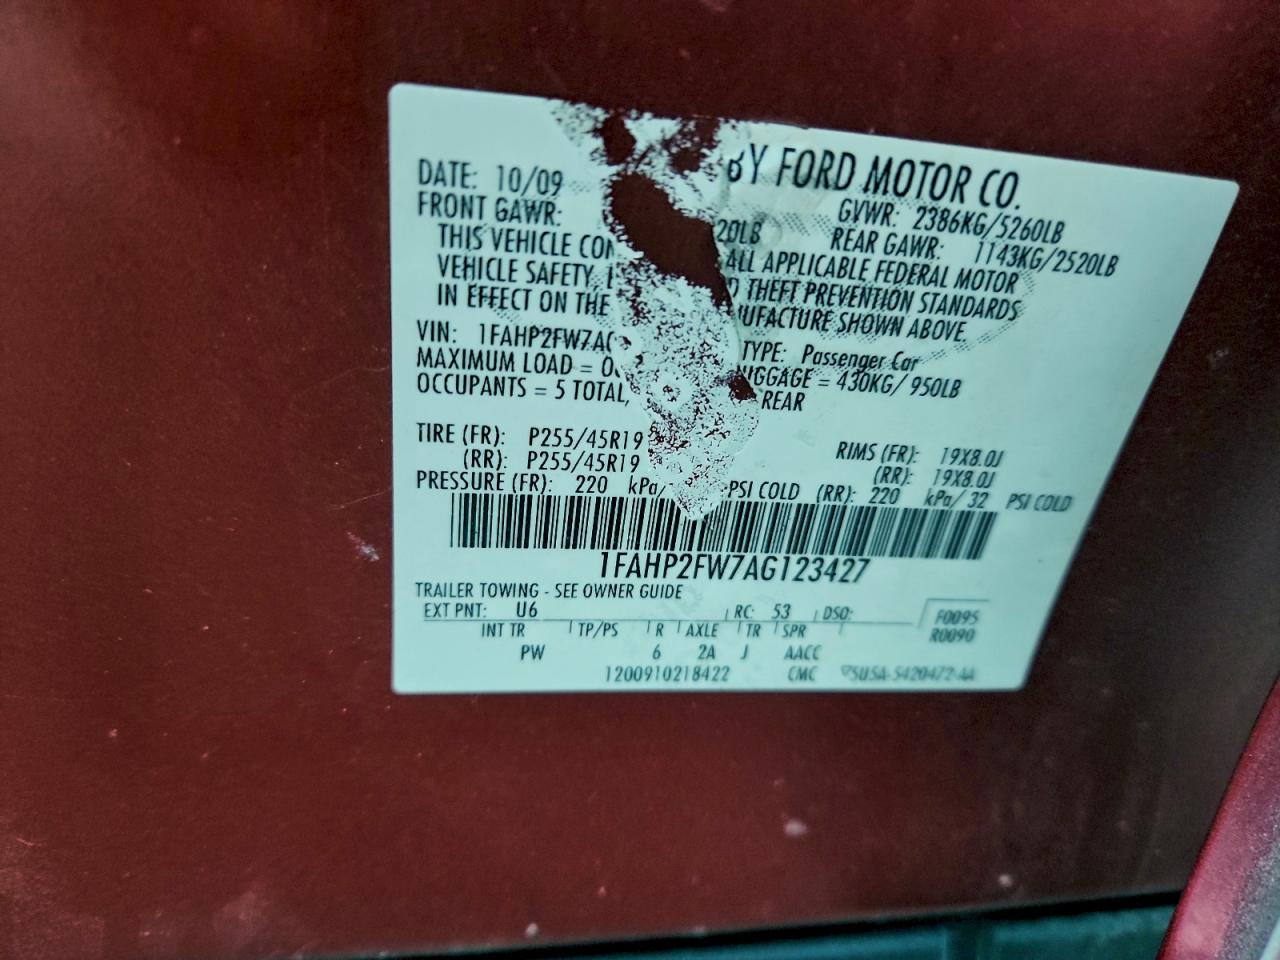 BY FORD MOTOR CO.
DATE: 10/09 GVWR: 2386KG/5260LB
FRONT GAWR: 20LB REAR GAWR: 1143KG/2520LB
THIS VEHICLE ALL APPLICABLE FEDERAL MOTOR
VEHICLE SAFETY THEFT PREVENTION STANDARDS
IN EFFECT ON THE SHOWN ABOVE.
VIN: 1FAHP2FW7A TYPE: Passenger Car
MAXIMUM LOAD = = 430KG/ 950LB
OCCUPANTS = 5 TOTAL, REAR
TIRE (FR): P255/45R19 RIMS (FR): 19X8.0J
(RR): P255/45R19 (RR): 19X8.0J
PRESSURE (FR): 220 kPa/ PSI COLD (RR): 220 kPa/ 32 PSI COLD
1FAHP2FW7AG123427
TRAILER TOWING - SEE OWNER GUIDE
EXT PNT: U6 RC: 53 DSO: F0095
INT TR TP/PS R AXLE TR SPR R0090
PW 6 2A J AACC
1200910218422 CMC